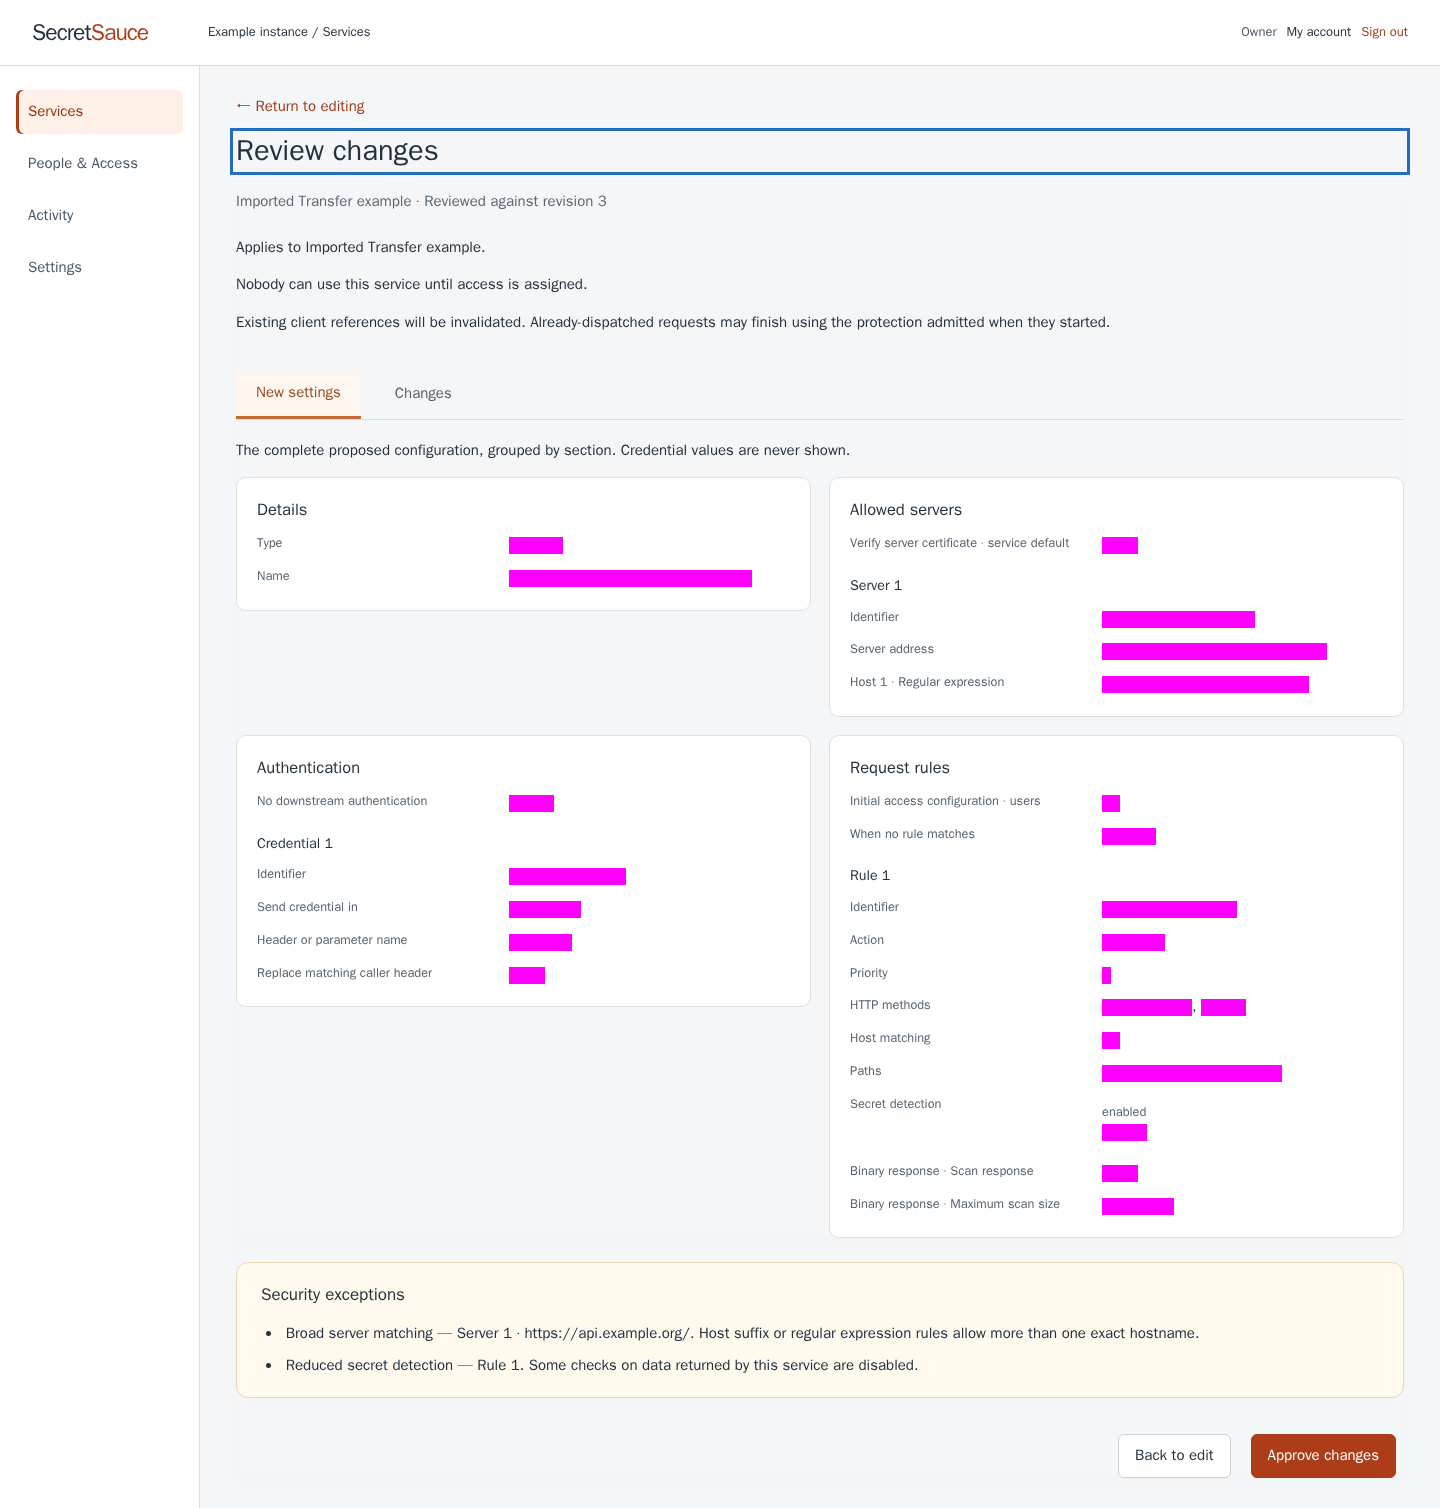 SecretSauce
Example instance / Services
Owner My account Sign out
Services
People & Access
Activity
Settings
← Return to editing
Review changes
Imported Transfer example · Reviewed against revision 3
Applies to Imported Transfer example.
Nobody can use this service until access is assigned.
Existing client references will be invalidated. Already-dispatched requests may finish using the protection admitted when they started.
New settings
Changes
The complete proposed configuration, grouped by section. Credential values are never shown.
Details
Type
Name
Allowed servers
Verify server certificate · service default
Server 1
Identifier
Server address
Host 1 · Regular expression
Authentication
No downstream authentication
Credential 1
Identifier
Send credential in
Header or parameter name
Replace matching caller header
Request rules
Initial access configuration · users
When no rule matches
Rule 1
Identifier
Action
Priority
HTTP methods
,
Host matching
Paths
Secret detection
enabled
Binary response · Scan response
Binary response · Maximum scan size
Security exceptions
• Broad server matching — Server 1 · https://api.example.org/. Host suffix or regular expression rules allow more than one exact hostname.
• Reduced secret detection — Rule 1. Some checks on data returned by this service are disabled.
Back to edit
Approve changes